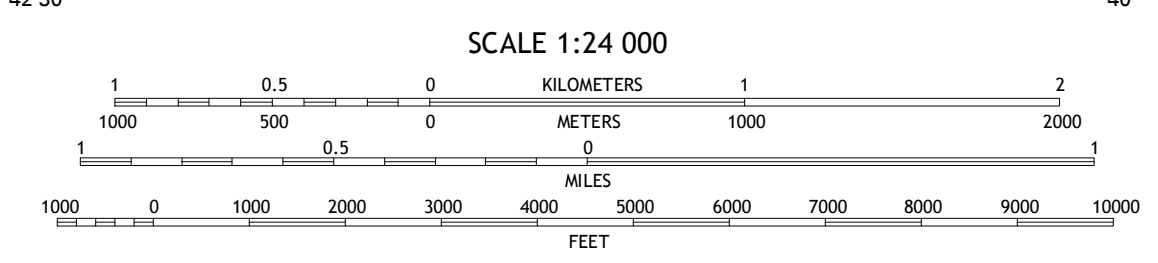 42'30"
40'
SCALE 1:24 000
1 0.5 0 KILOMETERS 1 2
1000 500 0 METERS 1000 2000
1 0.5 0 1
MILES
1000 0 1000 2000 3000 4000 5000 6000 7000 8000 9000 10000
FEET